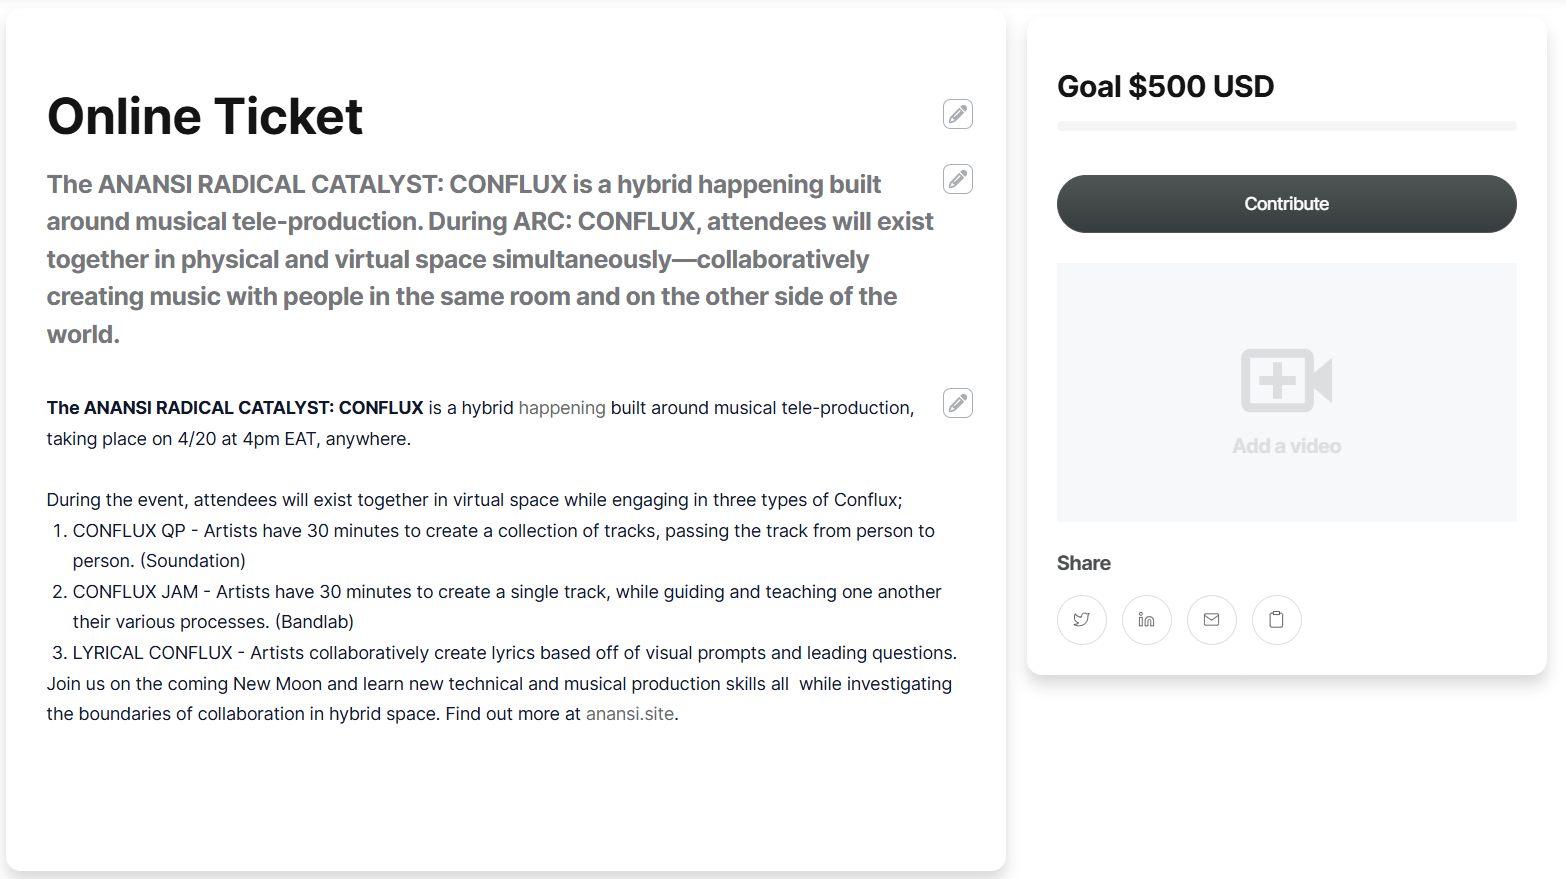 Online Ticket
The ANANSI RADICAL CATALYST: CONFLUX is a hybrid happening built
around musical tele-production. During ARC: CONFLUX, attendees will exist
together in physical and virtual space simultaneously—collaboratively
creating music with people in the same room and on the other side of the
world.
The ANANSI RADICAL CATALYST: CONFLUX is a hybrid happening built around musical tele-production,
taking place on 4/20 at 4pm EAT, anywhere.
During the event, attendees will exist together in virtual space while engaging in three types of Conflux;
1. CONFLUX QP - Artists have 30 minutes to create a collection of tracks, passing the track from person to
person. (Soundation)
2. CONFLUX JAM - Artists have 30 minutes to create a single track, while guiding and teaching one another
their various processes. (Bandlab)
3. LYRICAL CONFLUX - Artists collaboratively create lyrics based off of visual prompts and leading questions.
Join us on the coming New Moon and learn new technical and musical production skills all  while investigating
the boundaries of collaboration in hybrid space. Find out more at anansi.site.
Goal $500 USD
Contribute
Add a video
Share